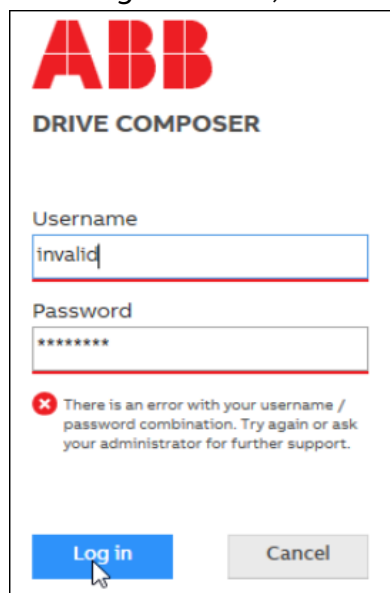 ABB
DRIVE COMPOSER
Username
invalid
Password
********
There is an error with your username /
password combination. Try again or ask
your administrator for further support.
Log in
Cancel